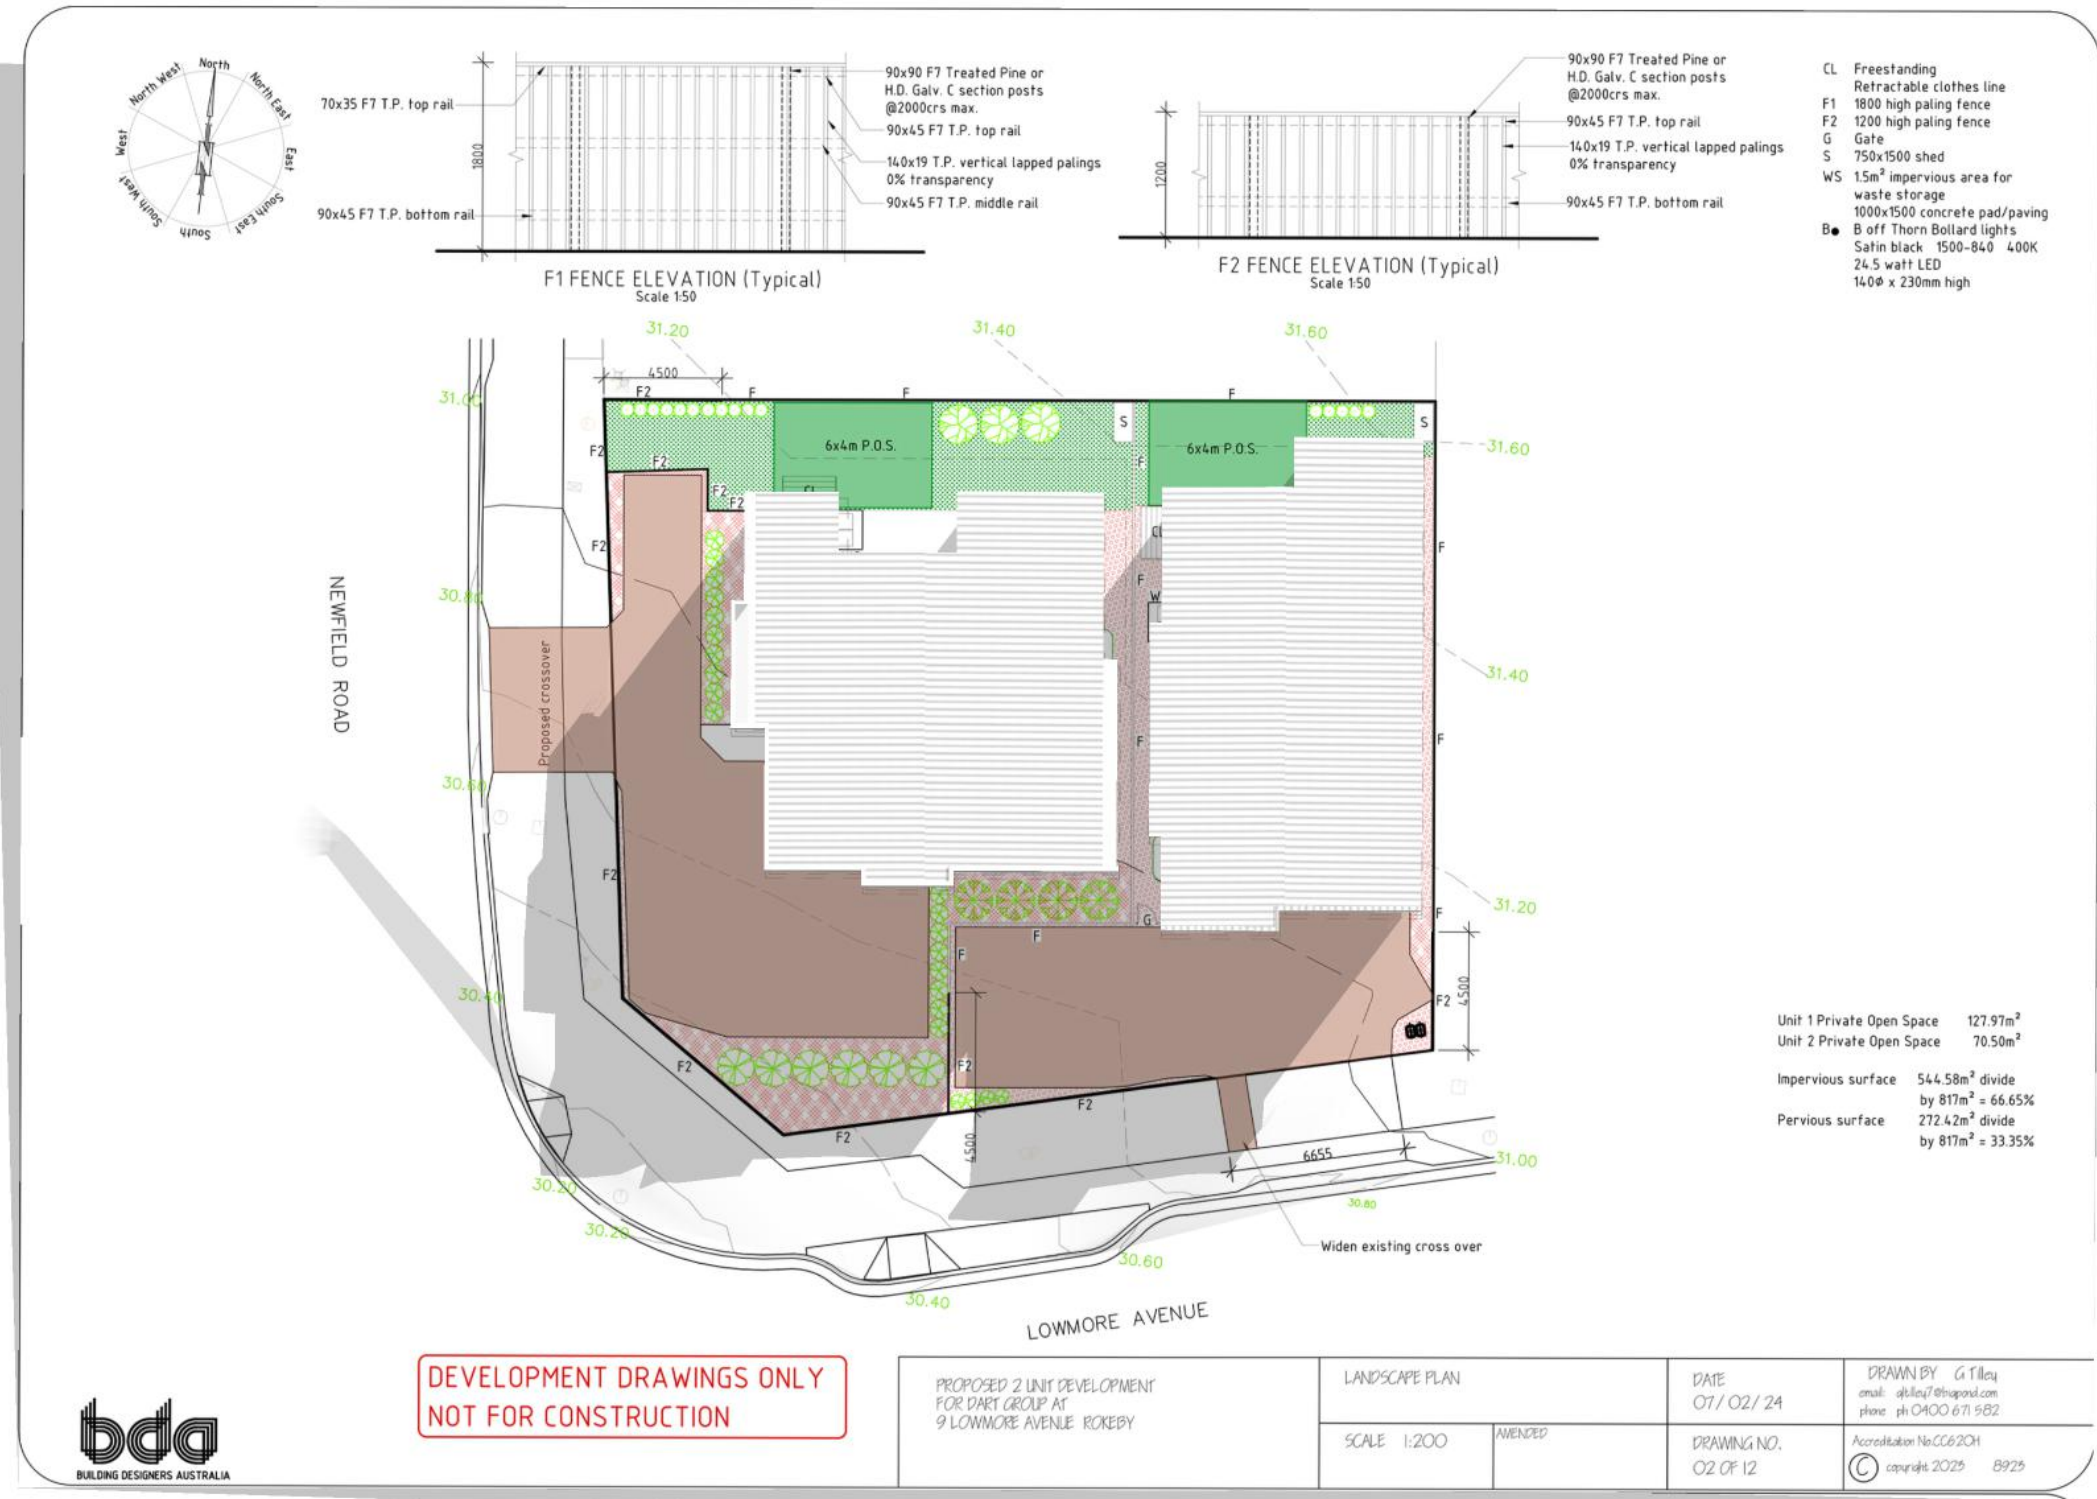 North
North East
East
South East
South
South West
West
North West
70x35 F7 T.P. top rail
1800
90x45 F7 T.P. bottom rail
90x90 F7 Treated Pine or
H.D. Galv. C section posts
@2000crs max.
90x45 F7 T.P. top rail
140x19 T.P. vertical lapped palings
0% transparency
90x45 F7 T.P. middle rail
F1 FENCE ELEVATION (Typical)
Scale 1:50
1200
90x90 F7 Treated Pine or
H.D. Galv. C section posts
@2000crs max.
90x45 F7 T.P. top rail
140x19 T.P. vertical lapped palings
0% transparency
90x45 F7 T.P. bottom rail
F2 FENCE ELEVATION (Typical)
Scale 1:50
CL Freestanding
Retractable clothes line
F1 1800 high paling fence
F2 1200 high paling fence
G Gate
S 750x1500 shed
WS 1.5m² impervious area for
waste storage
1000x1500 concrete pad/paving
B● B off Thorn Bollard lights
Satin black 1500-840 400K
24.5 watt LED
140Ø x 230mm high
31.20
31.40
31.60
4500
F2
F
F
F
31.00
F2
F2
F2
F2
6x4m P.O.S.
S
6x4m P.O.S.
S
31.60
F
CL
F2
F
F
30.80
W
NEWFIELD ROAD
Proposed crossover
31.40
F
F
30.60
F2
31.20
G
F
F
F
30.40
F2
4500
F2
F2
F2
F2
4500
6655
31.00
30.20
30.20
30.80
Widen existing cross over
30.60
30.40
LOWMORE AVENUE
Unit 1 Private Open Space 127.97m²
Unit 2 Private Open Space 70.50m²
Impervious surface 544.58m² divide
by 817m² = 66.65%
Pervious surface 272.42m² divide
by 817m² = 33.35%
bda
BUILDING DESIGNERS AUSTRALIA
DEVELOPMENT DRAWINGS ONLY
NOT FOR CONSTRUCTION
PROPOSED 2 UNIT DEVELOPMENT
FOR DART GROUP AT
9 LOWMORE AVENUE ROKEBY
LANDSCAPE PLAN
SCALE 1:200
AMENDED
DATE
07/02/24
DRAWING NO.
02 OF 12
DRAWN BY G Tilley
email: gtilley7@bigpond.com
phone ph 0400 671 582
Accreditation No.CC620H
© copyright 2023 8923